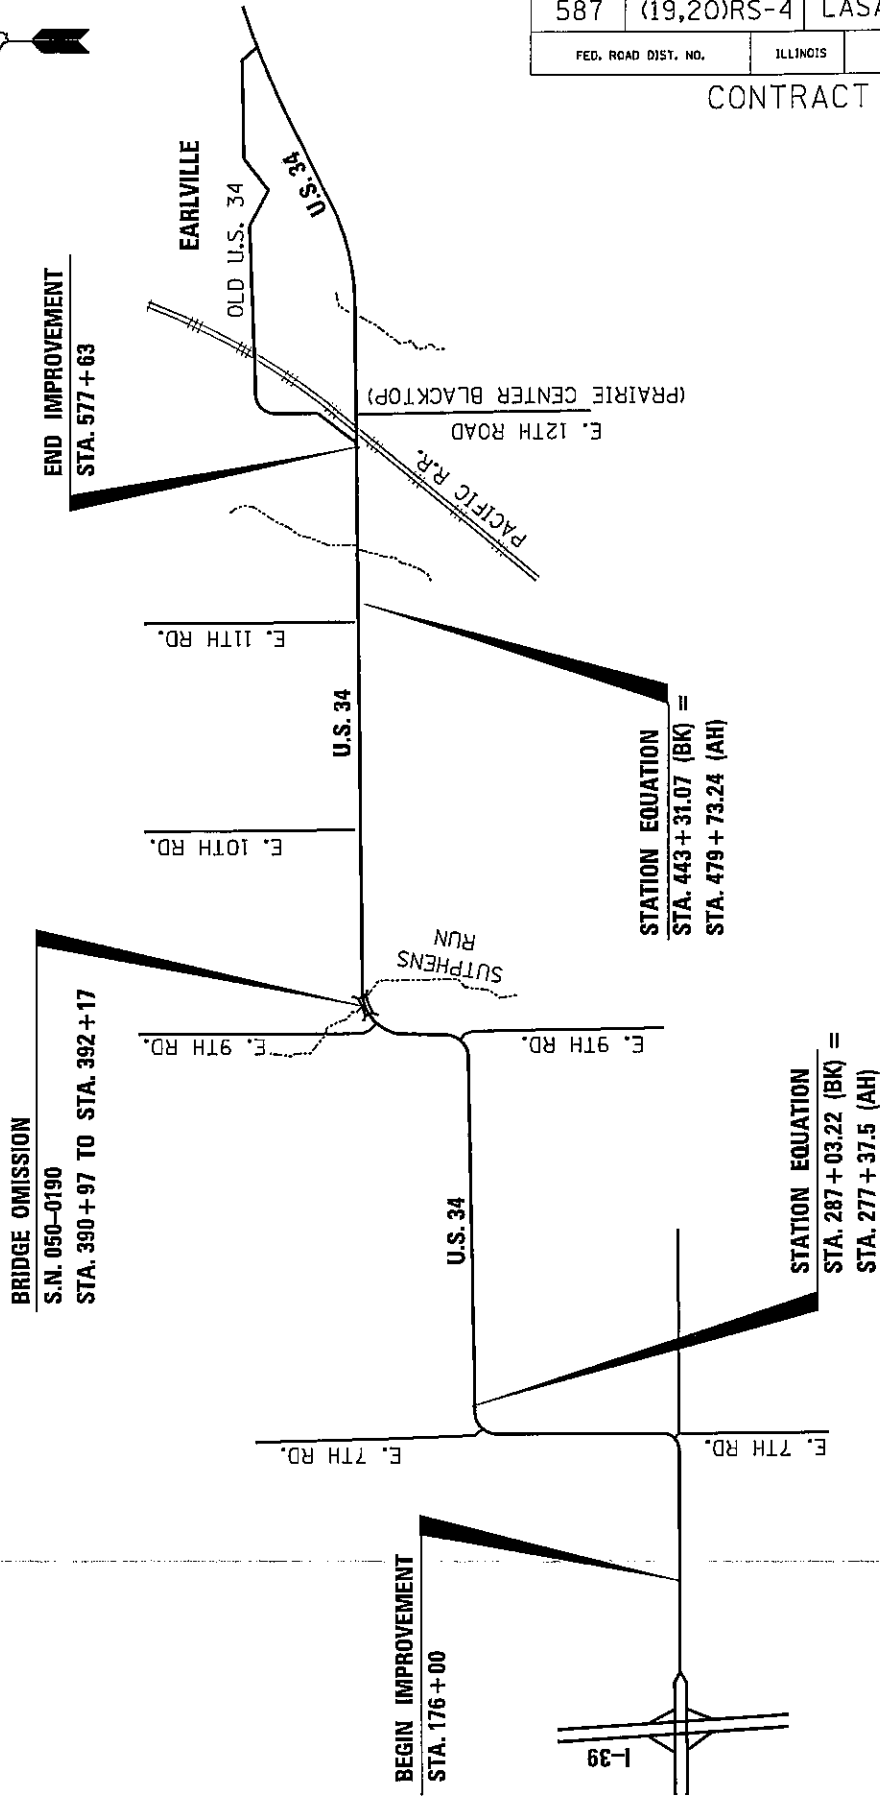 587 (19,20)RS-4 LASA
FED. ROAD DIST. NO. ILLINOIS
CONTRACT
EARLVILLE
OLD U.S. 34
U.S. 34
END IMPROVEMENT
STA. 577+63
(PRAIRIE CENTER BLACKTOP)
E. 12TH ROAD
PACIFIC R.R.
E. 11TH RD.
U.S. 34
STATION EQUATION
STA. 443+31.07 (BK) =
STA. 479+73.24 (AH)
E. 10TH RD.
SUTPHENS
RUN
BRIDGE OMISSION
S.N. 050-0190
STA. 390+97 TO STA. 392+17
E. 9TH RD.
E. 9TH RD.
U.S. 34
STATION EQUATION
STA. 287+03.22 (BK) =
STA. 277+37.5 (AH)
E. 7TH RD.
E. 7TH RD.
BEGIN IMPROVEMENT
STA. 176+00
I-39